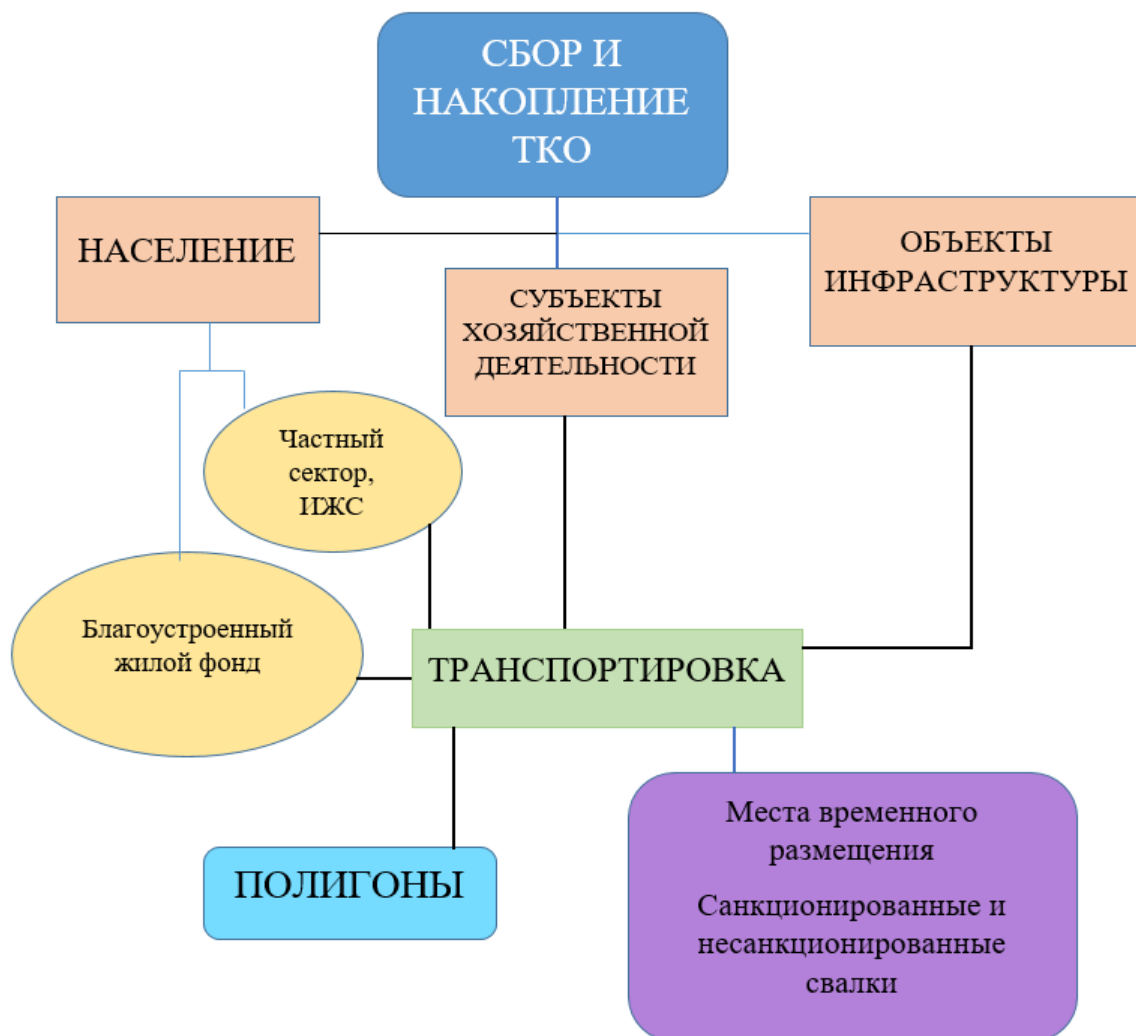 СБОР И
НАКОПЛЕНИЕ
ТКО
НАСЕЛЕНИЕ
ОБЪЕКТЫ
ИНФРАСТРУКТУРЫ
СУБЪЕКТЫ
ХОЗЯЙСТВЕННОЙ
ДЕЯТЕЛЬНОСТИ
Частный
сектор,
ИЖС
Благоустроенный
жилой фонд
ТРАНСПОРТИРОВКА
ПОЛИГОНЫ
Места временного
размещения
Санкционированные и
несанкционированные
свалки